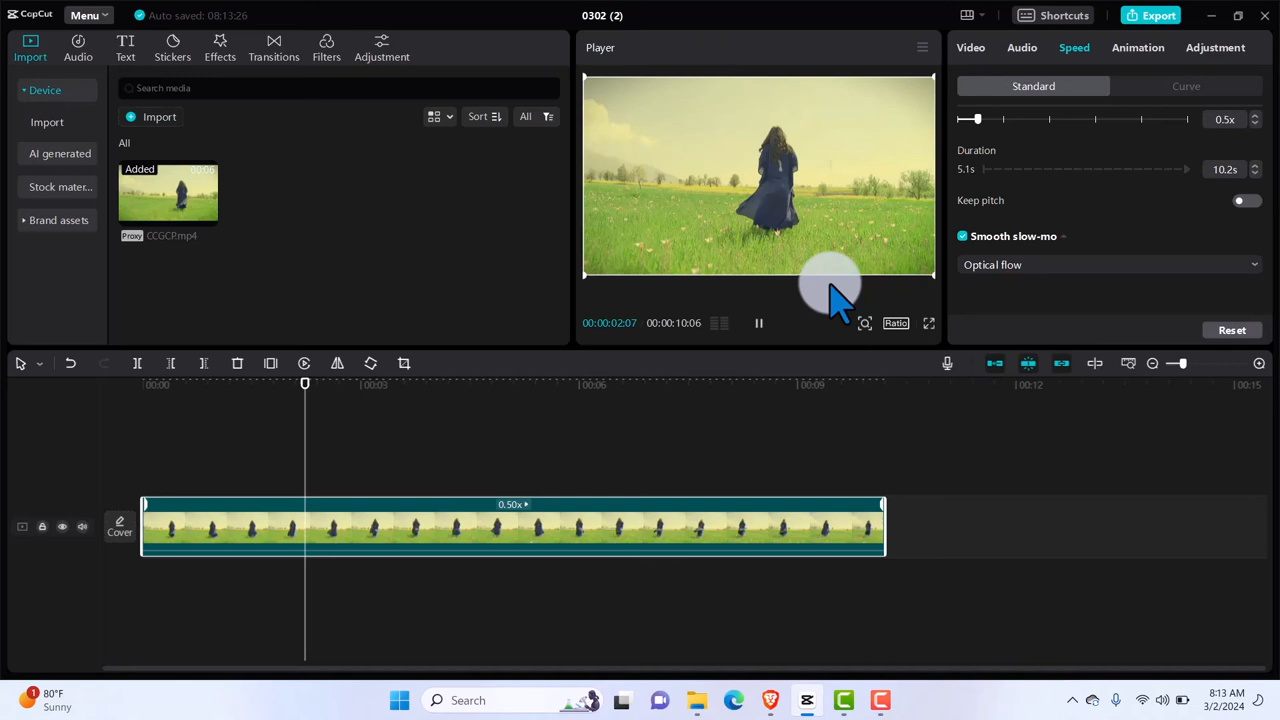 CapCut
Menu
Auto saved: 08:13:26
0302 (2)
Shortcuts
Export
Import
Audio
Text
Stickers
Effects
Transitions
Filters
Adjustment
Device
Import
AI generated
Stock mater...
Brand assets
Search media
Import
Sort
All
All
Added
00:06
Proxy
CCGCP.mp4
Player
00:00:02:07
00:00:10:06
Ratio
Video
Audio
Speed
Animation
Adjustment
Standard
Curve
0.5x
Duration
5.1s
10.2s
Keep pitch
Smooth slow-mo
Optical flow
Reset
00:00
00:03
00:06
00:09
00:12
00:15
Cover
0.50x
1
80°F
Sunny
Search
8:13 AM
3/2/2024